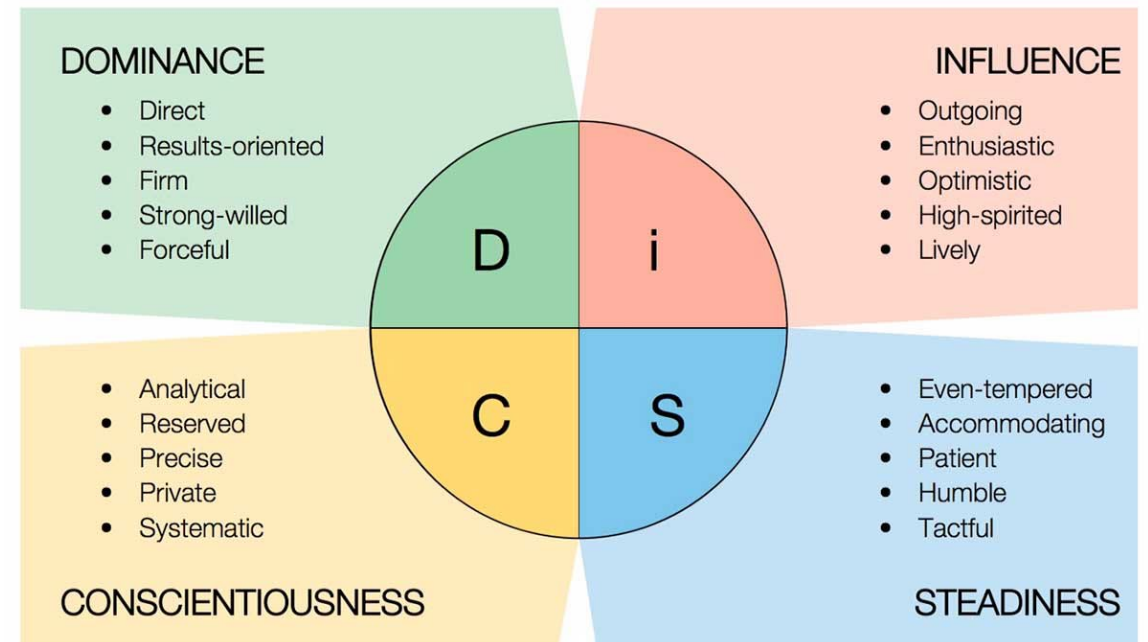 DOMINANCE
Direct
Results-oriented
Firm
Strong-willed
Forceful
INFLUENCE
Outgoing
Enthusiastic
Optimistic
High-spirited
Lively
D
i
C
S
Analytical
Reserved
Precise
Private
Systematic
CONSCIENTIOUSNESS
Even-tempered
Accommodating
Patient
Humble
Tactful
STEADINESS